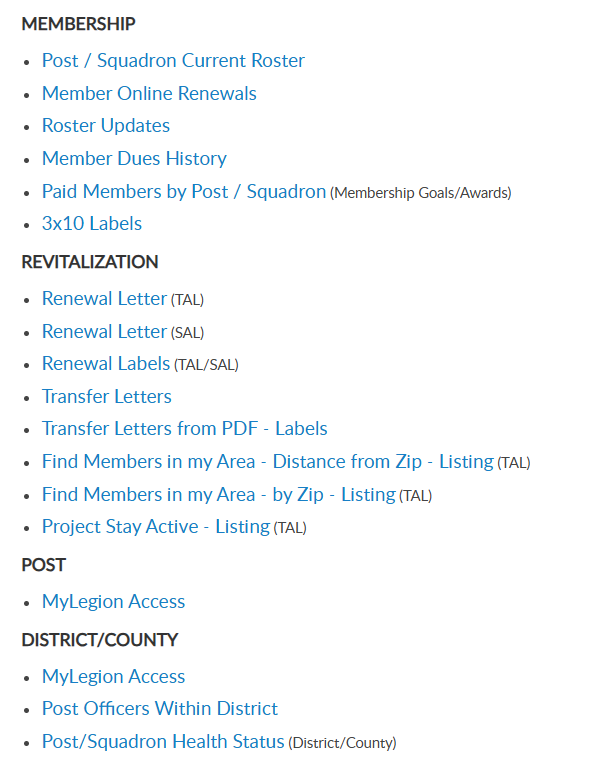 MEMBERSHIP
• Post / Squadron Current Roster
• Member Online Renewals
• Roster Updates
• Member Dues History
• Paid Members by Post / Squadron (Membership Goals/Awards)
• 3x10 Labels
REVITALIZATION
• Renewal Letter (TAL)
• Renewal Letter (SAL)
• Renewal Labels (TAL/SAL)
• Transfer Letters
• Transfer Letters from PDF - Labels
• Find Members in my Area - Distance from Zip - Listing (TAL)
• Find Members in my Area - by Zip - Listing (TAL)
• Project Stay Active - Listing (TAL)
POST
• MyLegion Access
DISTRICT/COUNTY
• MyLegion Access
• Post Officers Within District
• Post/Squadron Health Status (District/County)